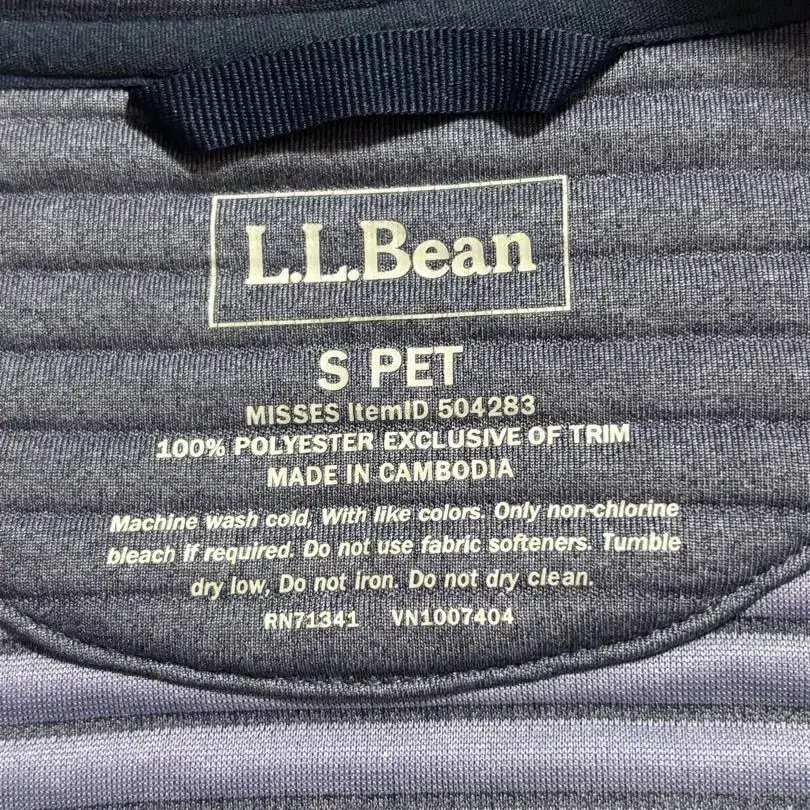 L.L.Bean
S PET
MISSES ItemID 504283
100% POLYESTER EXCLUSIVE OF TRIM
MADE IN CAMBODIA
Machine wash cold, With like colors. Only non-chlorine
bleach if required. Do not use fabric softeners. Tumble
dry low, Do not iron. Do not dry clean.
RN71341 VN1007404